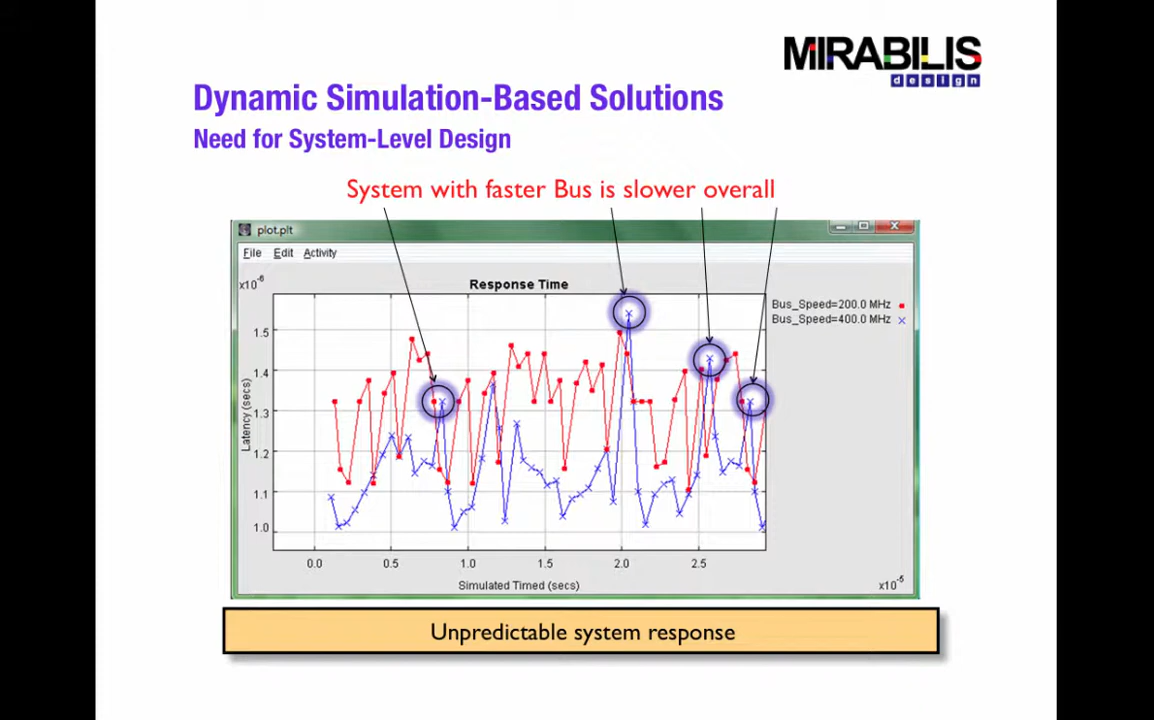 MIRABILIS
design
Dynamic Simulation-Based Solutions
Need for System-Level Design
System with faster Bus is slower overall
plot.plt
File Edit Activity
x10⁻⁶
Response Time
Bus_Speed=200.0 MHz
Bus_Speed=400.0 MHz
1.5
1.4
1.3
1.2
1.1
1.0
Latency (secs)
0.0 0.5 1.0 1.5 2.0 2.5
Simulated Timed (secs)
x10⁻⁵
Unpredictable system response